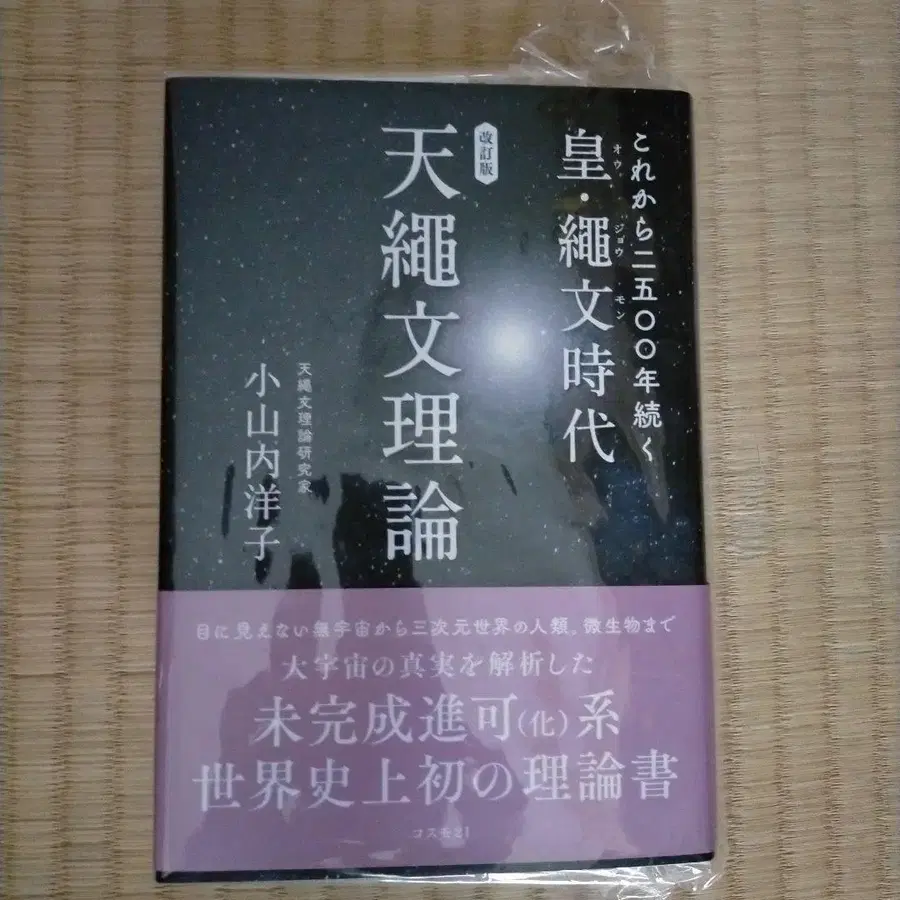 これから二五〇〇年続く
皇・繩文時代
オウ ジョウ モン
改訂版
天繩文理論
天繩文理論研究家
小山内洋子
目に見えない無宇宙から三次元世界の人類。微生物まで
大宇宙の真実を解析した
未完成進可(化)系
世界史上初の理論書
コスモ21